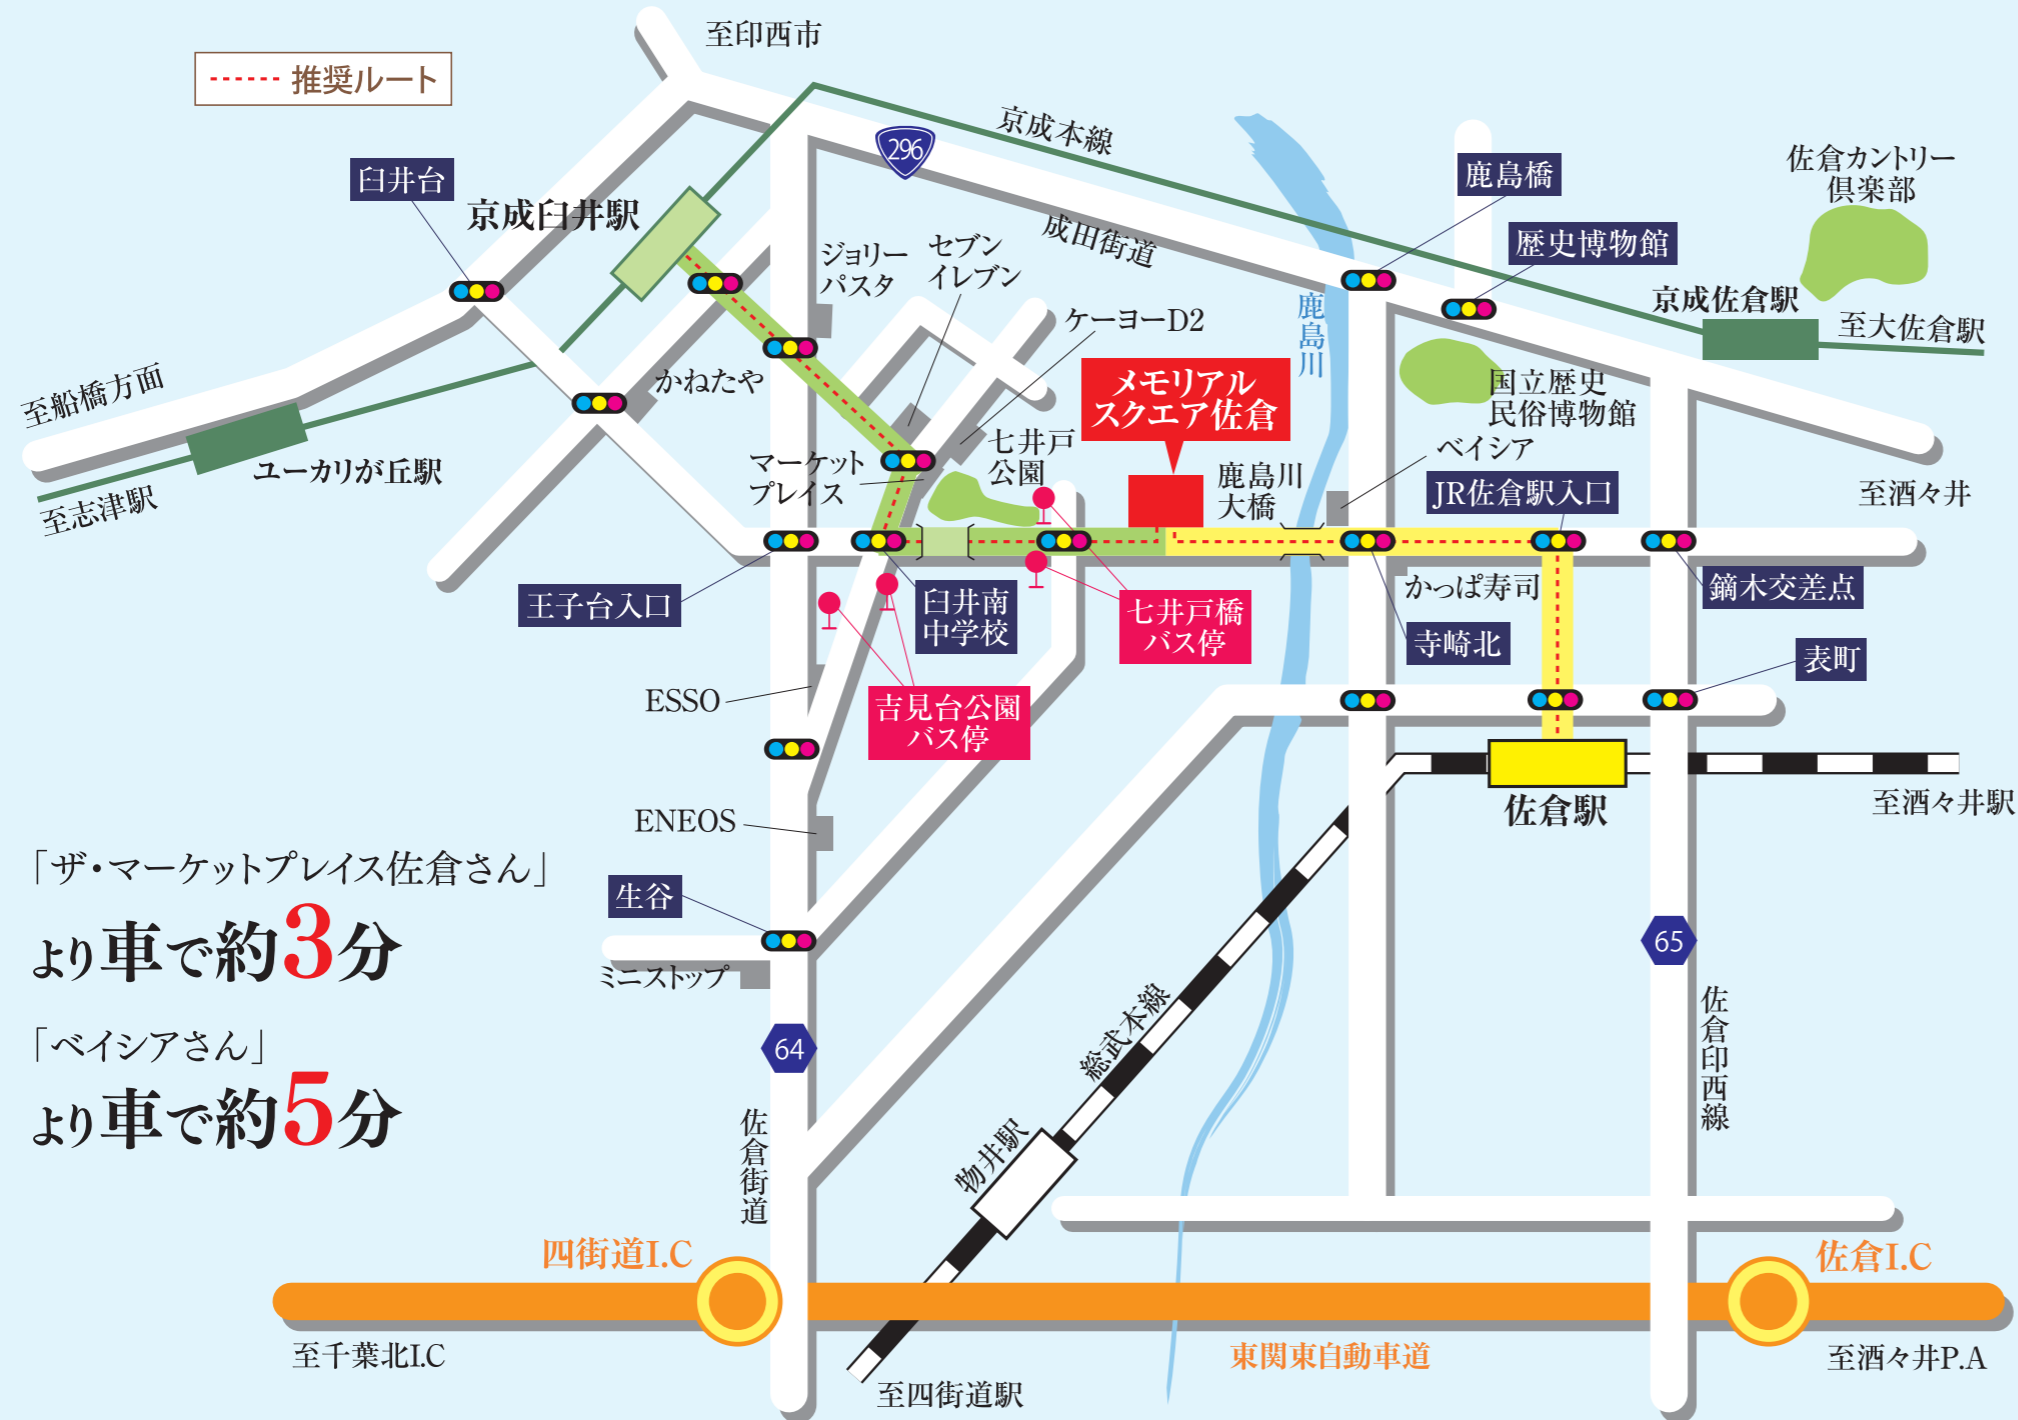 至印西市
推奨ルート
296
京成本線
成田街道
臼井台
京成臼井駅
ジョリー
パスタ
セブン
イレブン
ケーヨーD2
鹿島橋
歴史博物館
佐倉カントリー
倶楽部
京成佐倉駅
至大佐倉駅
至船橋方面
ユーカリが丘駅
至志津駅
かねたや
マーケット
プレイス
七井戸
公園
メモリアル
スクエア佐倉
鹿島川
鹿島川
大橋
国立歴史
民俗博物館
ベイシア
JR佐倉駅入口
至酒々井
王子台入口
臼井南
中学校
七井戸橋
バス停
かっぱ寿司
寺崎北
鏑木交差点
表町
ESSO
吉見台公園
バス停
ENEOS
佐倉駅
至酒々井駅
「ザ・マーケットプレイス佐倉さん」
より車で約3分
「ベイシアさん」
より車で約5分
生谷
ミニストップ
64
佐倉街道
総武本線
物井駅
65
佐倉印西線
四街道I.C
佐倉I.C
至千葉北I.C
東関東自動車道
至酒々井P.A
至四街道駅